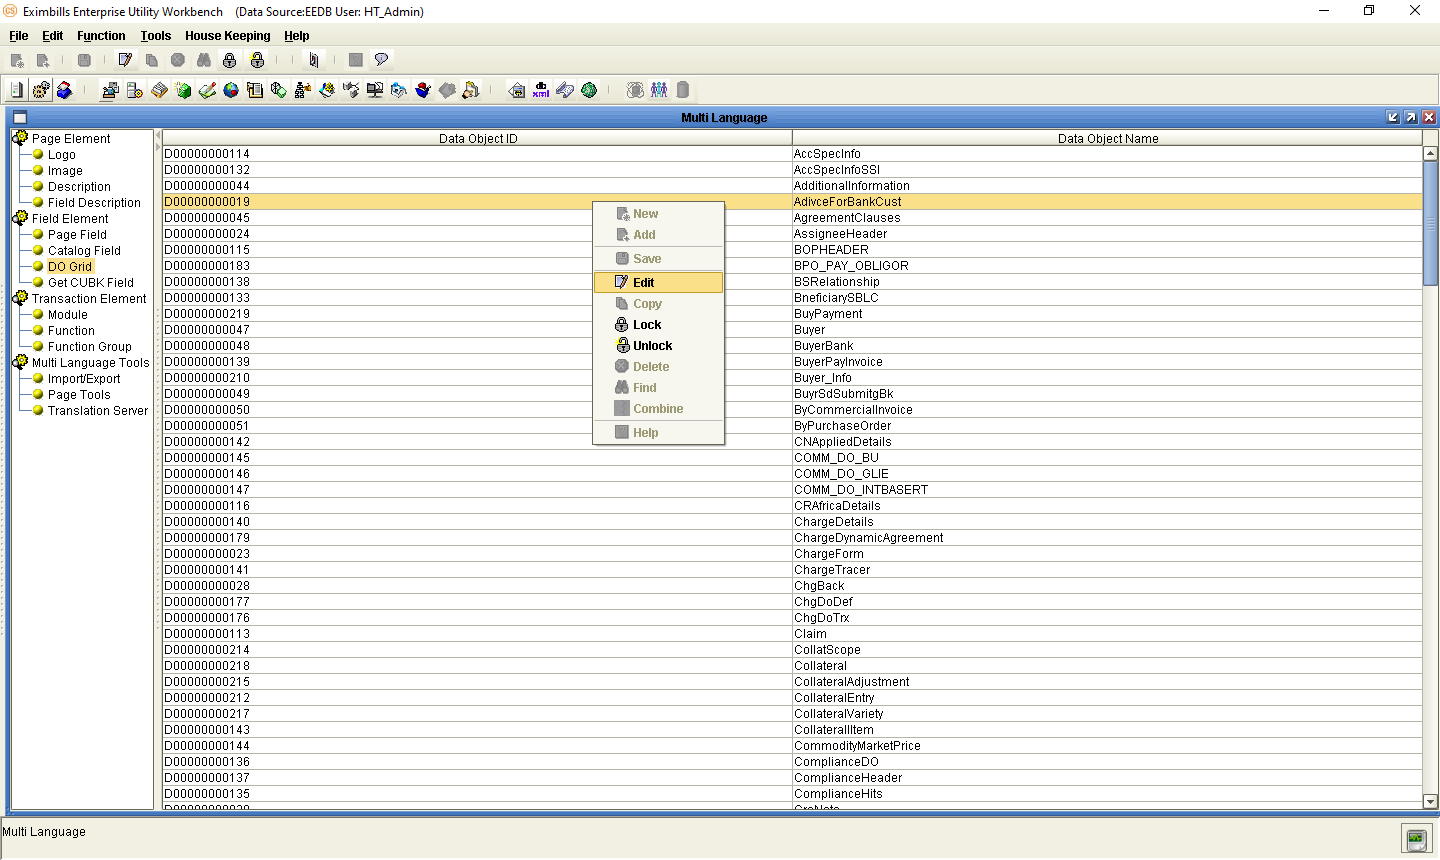 Eximbills Enterprise Utility Workbench (Data Source:EEDB User: HT_Admin)
File Edit Function Tools House Keeping Help
Multi Language
Page Element
Logo
Image
Description
Field Description
Field Element
Page Field
Catalog Field
DO Grid
Get CUBK Field
Transaction Element
Module
Function
Function Group
Multi Language Tools
Import/Export
Page Tools
Translation Server
Data Object ID Data Object Name
D00000000114 AccSpecInfo
D00000000132 AccSpecInfoSSI
D00000000044 AdditionalInformation
D00000000019 AdivceForBankCust
D00000000045 AgreementClauses
D00000000024 AssigneeHeader
D00000000115 BOPHEADER
D00000000183 BPO_PAY_OBLIGOR
D00000000138 BSRelationship
D00000000133 BneficiarySBLC
D00000000219 BuyPayment
D00000000047 Buyer
D00000000048 BuyerBank
D00000000139 BuyerPayInvoice
D00000000210 Buyer_Info
D00000000049 BuyrSdSubmitgBk
D00000000050 ByCommercialInvoice
D00000000051 ByPurchaseOrder
D00000000142 CNAppliedDetails
D00000000145 COMM_DO_BU
D00000000146 COMM_DO_GLIE
D00000000147 COMM_DO_INTBASERT
D00000000116 CRAfricaDetails
D00000000140 ChargeDetails
D00000000179 ChargeDynamicAgreement
D00000000023 ChargeForm
D00000000141 ChargeTracer
D00000000028 ChgBack
D00000000177 ChgDoDef
D00000000176 ChgDoTrx
D00000000113 Claim
D00000000214 CollatScope
D00000000218 Collateral
D00000000215 CollateralAdjustment
D00000000212 CollateralEntry
D00000000217 CollateralVariety
D00000000143 CollateralItem
D00000000144 CommodityMarketPrice
D00000000136 ComplianceDO
D00000000137 ComplianceHeader
D00000000135 ComplianceHits
New
Add
Save
Edit
Copy
Lock
Unlock
Delete
Find
Combine
Help
Multi Language